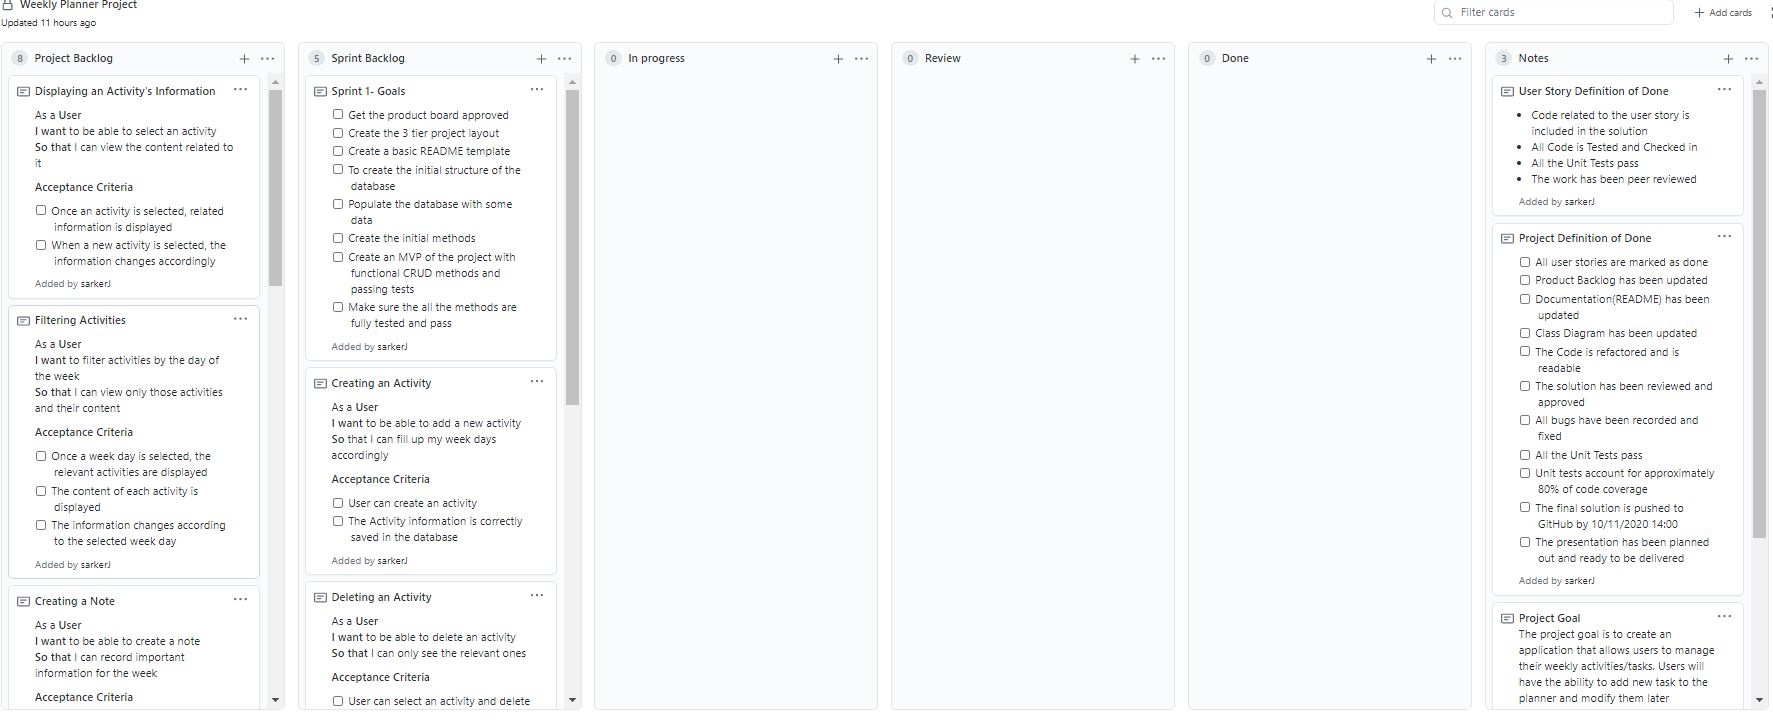 Weekly Planner Project
Updated 11 hours ago
Filter cards
+ Add cards
8 Project Backlog
Displaying an Activity's Information
As a User
I want to be able to select an activity
So that I can view the content related to
it
Acceptance Criteria
Once an activity is selected, related
information is displayed
When a new activity is selected, the
information changes accordingly
Added by sarkerJ
Filtering Activities
As a User
I want to filter activities by the day of
the week
So that I can view only those activities
and their content
Acceptance Criteria
Once a week day is selected, the
relevant activities are displayed
The content of each activity is
displayed
The information changes according
to the selected week day
Added by sarkerJ
Creating a Note
As a User
I want to be able to create a note
So that I can record important
information for the week
Acceptance Criteria
5 Sprint Backlog
Sprint 1- Goals
Get the product board approved
Create the 3 tier project layout
Create a basic README template
To create the initial structure of the
database
Populate the database with some
data
Create the initial methods
Create an MVP of the project with
functional CRUD methods and
passing tests
Make sure the all the methods are
fully tested and pass
Added by sarkerJ
Creating an Activity
As a User
I want to be able to add a new activity
So that I can fill up my week days
accordingly
Acceptance Criteria
User can create an activity
The Activity information is correctly
saved in the database
Added by sarkerJ
Deleting an Activity
As a User
I want to be able to delete an activity
So that I can only see the relevant ones
Acceptance Criteria
User can select an activity and delete
0 In progress
0 Review
0 Done
3 Notes
User Story Definition of Done
• Code related to the user story is
included in the solution
• All Code is Tested and Checked in
• All the Unit Tests pass
• The work has been peer reviewed
Added by sarkerJ
Project Definition of Done
All user stories are marked as done
Product Backlog has been updated
Documentation(README) has been
updated
Class Diagram has been updated
The Code is refactored and is
readable
The solution has been reviewed and
approved
All bugs have been recorded and
fixed
All the Unit Tests pass
Unit tests account for approximately
80% of code coverage
The final solution is pushed to
GitHub by 10/11/2020 14:00
The presentation has been planned
out and ready to be delivered
Added by sarkerJ
Project Goal
The project goal is to create an
application that allows users to manage
their weekly activities/tasks. Users will
have the ability to add new task to the
planner and modify them later